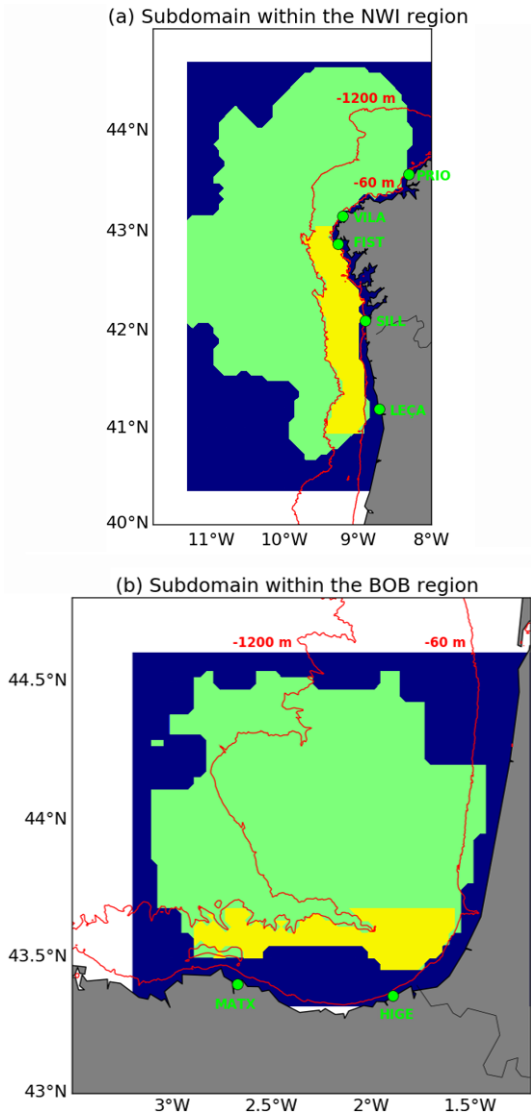 (a) Subdomain within the NWI region
-1200 m
44°N
-60 m
PRIO
VILA
43°N
FIST
42°N
SILL
LECA
41°N
40°N
11°W 10°W 9°W 8°W
(b) Subdomain within the BOB region
-1200 m
-60 m
44.5°N
44°N
43.5°N
MATX
HIGE
43°N
3°W 2.5°W 2°W 1.5°W